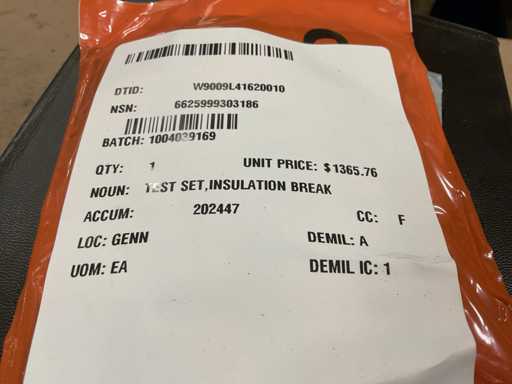 DTID: W9009L41620010
NSN: 6625999303186
BATCH: 1004039169
QTY: 1 UNIT PRICE: $1365.76
NOUN: TEST SET,INSULATION BREAK
ACCUM: 202447 CC: F
LOC: GENN DEMIL: A
UOM: EA DEMIL IC: 1